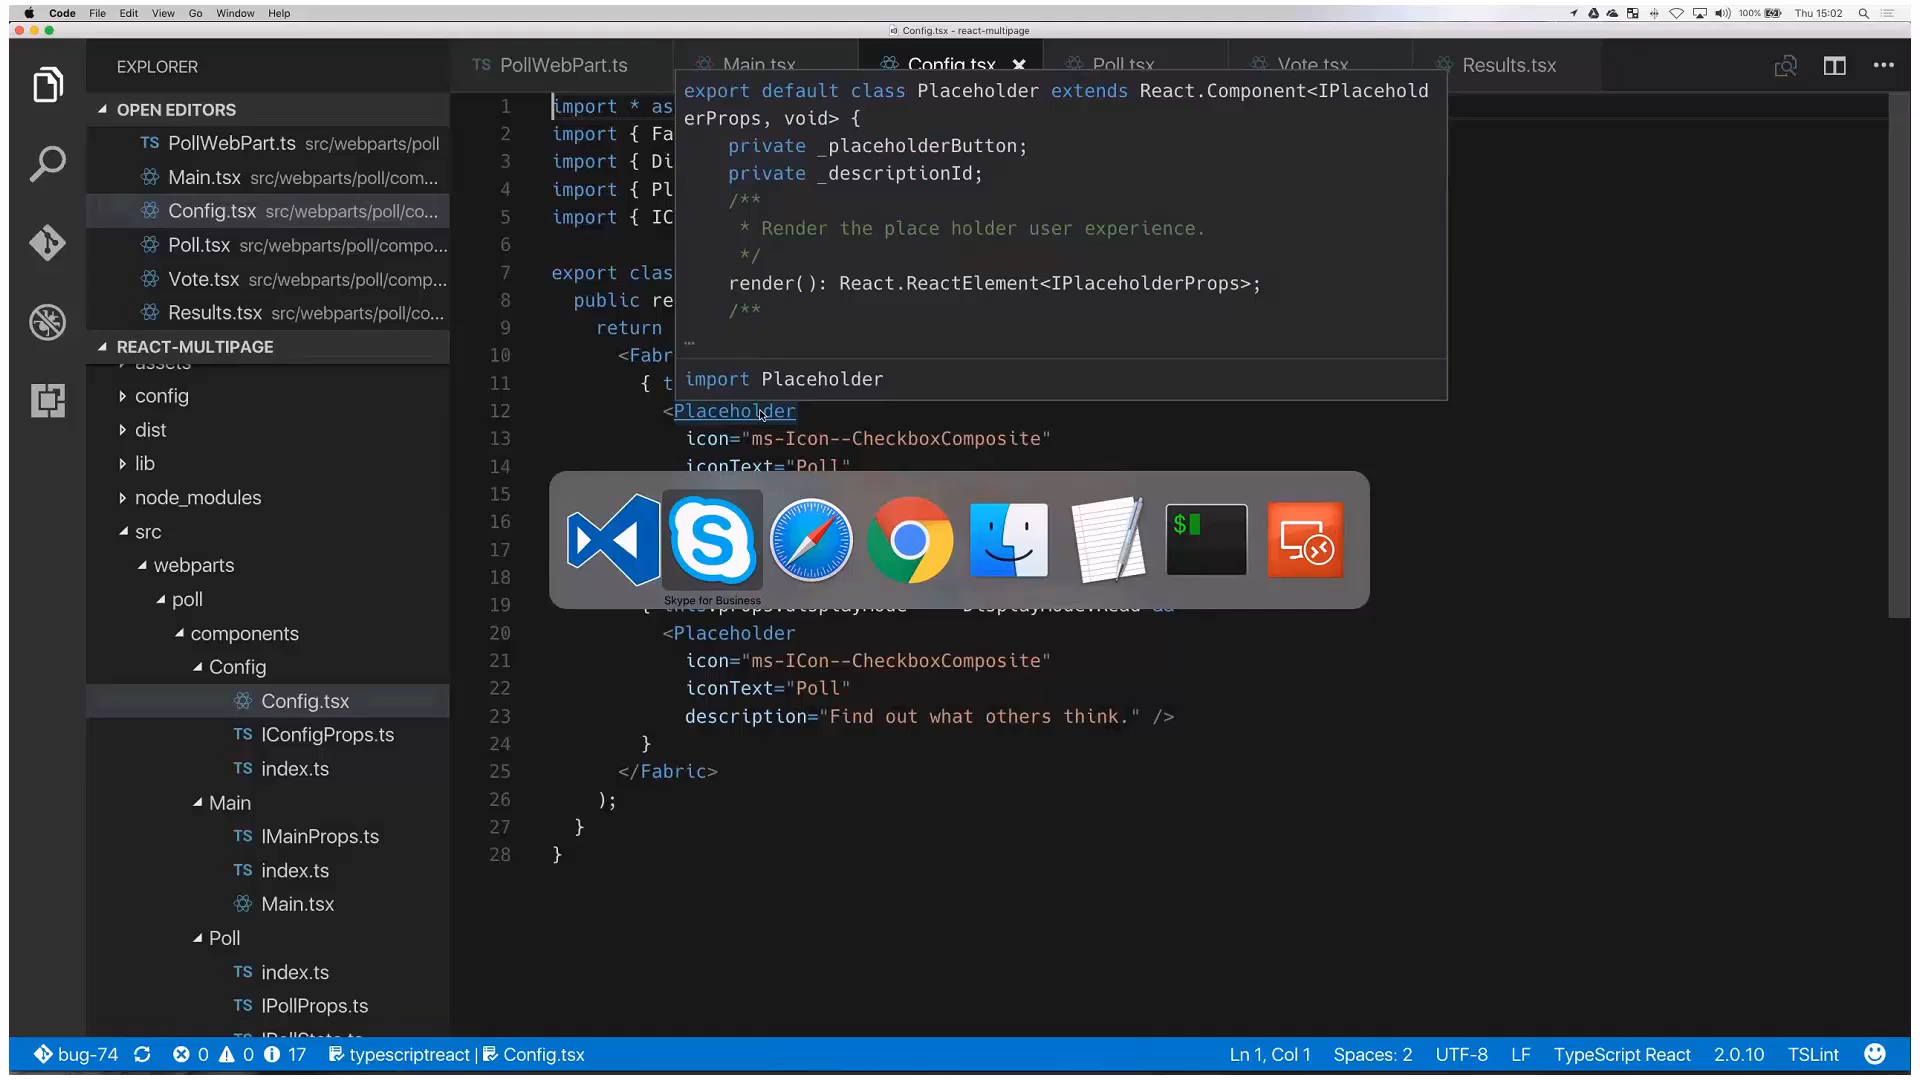 Code File Edit View Go Window Help
100% Thu 15:02
Config.tsx - react-multipage
EXPLORER
OPEN EDITORS
TS PollWebPart.ts src/webparts/poll
Main.tsx src/webparts/poll/com...
Config.tsx src/webparts/poll/co...
Poll.tsx src/webparts/poll/compo...
Vote.tsx src/webparts/poll/comp...
Results.tsx src/webparts/poll/co...
REACT-MULTIPAGE
assets
config
dist
lib
node_modules
src
webparts
poll
components
Config
Config.tsx
TS IConfigProps.ts
TS index.ts
Main
TS IMainProps.ts
TS index.ts
Main.tsx
Poll
TS index.ts
TS IPollProps.ts
TS PollWebPart.ts
Main.tsx
Config.tsx
Poll.tsx
Vote.tsx
Results.tsx
export default class Placeholder extends React.Component<IPlacehold
erProps, void> {
private _placeholderButton;
private _descriptionId;
/**
* Render the place holder user experience.
*/
render(): React.ReactElement<IPlaceholderProps>;
/**
…
import Placeholder
1 import * as
2 import { Fa
3 import { Di
4 import { Pl
5 import { IC
6
7 export clas
8 public re
9 return
10 <Fabr
11 { t
12 <Placeholder
13 icon="ms-Icon--CheckboxComposite"
14 iconText="Poll"
15
16
17
18
Skype for Business
$
19 { this.props.displayMode DisplayMode.Read &&
20 <Placeholder
21 icon="ms-ICon--CheckboxComposite"
22 iconText="Poll"
23 description="Find out what others think." />
24 }
25 </Fabric>
26 );
27 }
28 }
bug-74 0 0 17 typescriptreact | Config.tsx
Ln 1, Col 1 Spaces: 2 UTF-8 LF TypeScript React 2.0.10 TSLint